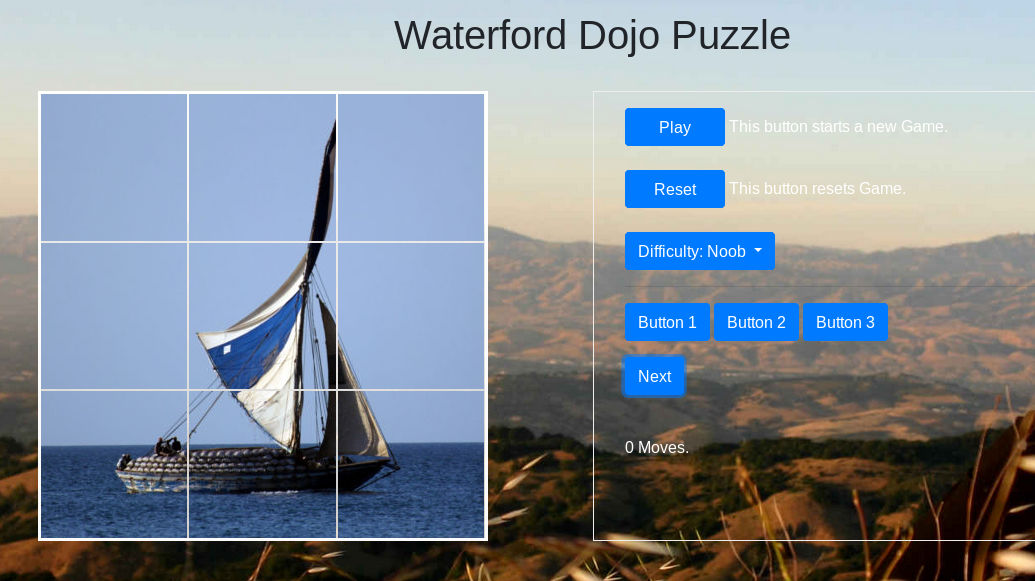 Waterford Dojo Puzzle
Play This button starts a new Game.
Reset This button resets Game.
Difficulty: Noob
Button 1 Button 2 Button 3
Next
0 Moves.